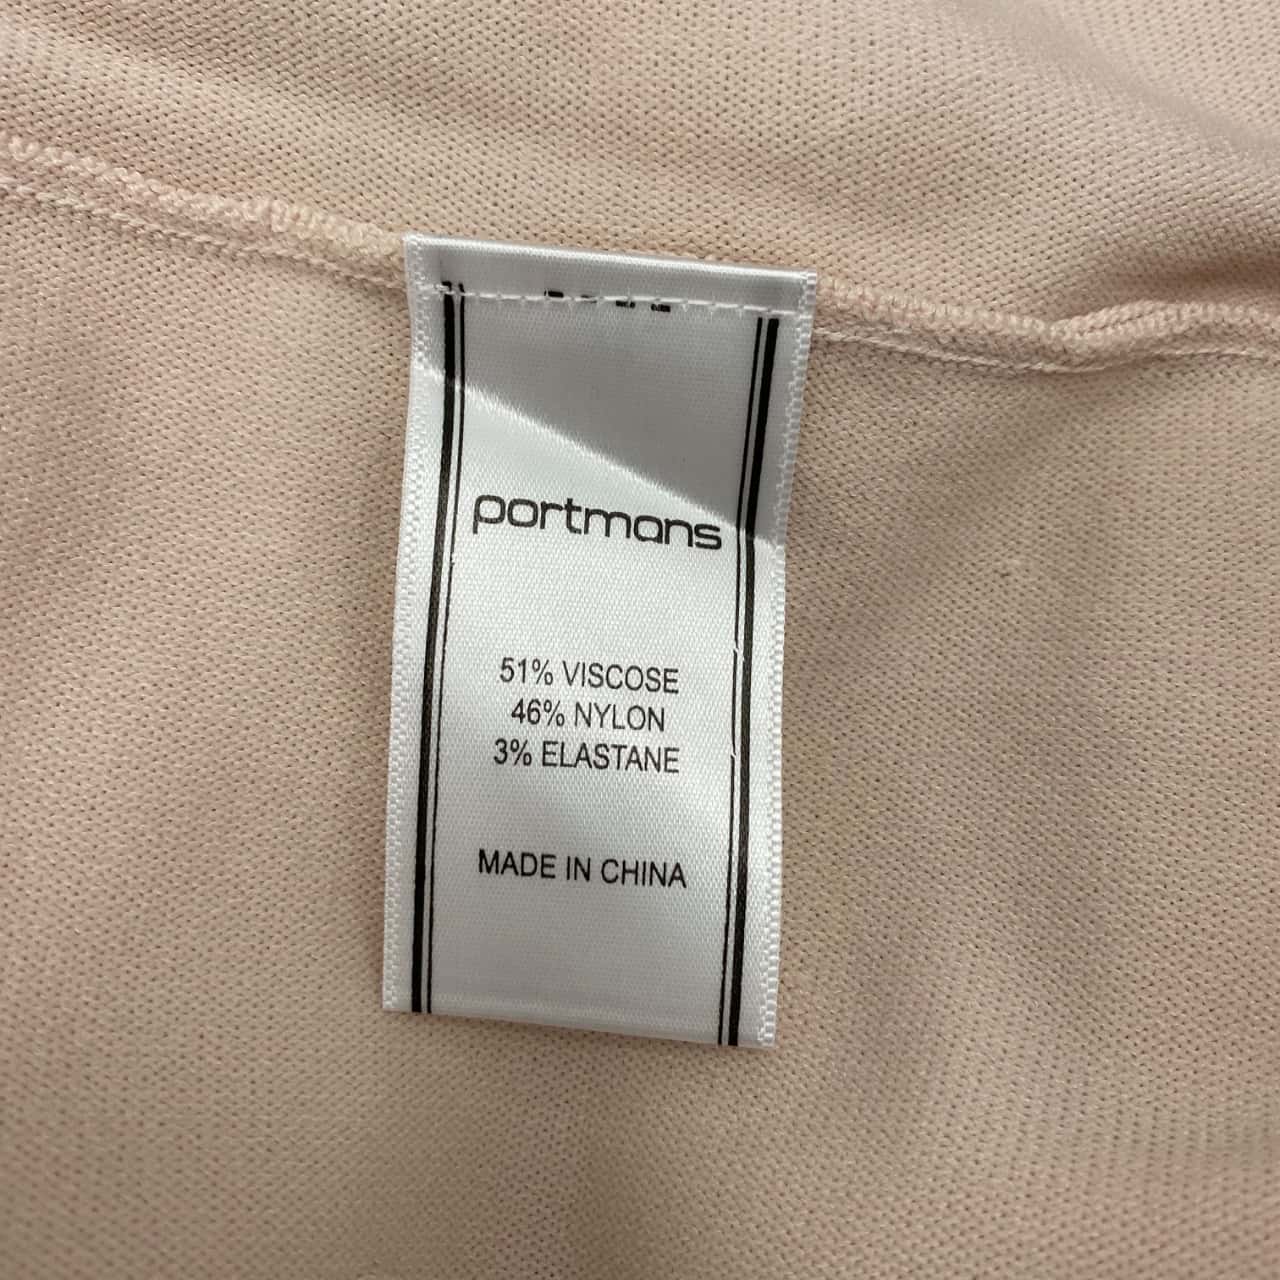 portmans
51% VISCOSE
46% NYLON
3% ELASTANE
MADE IN CHINA